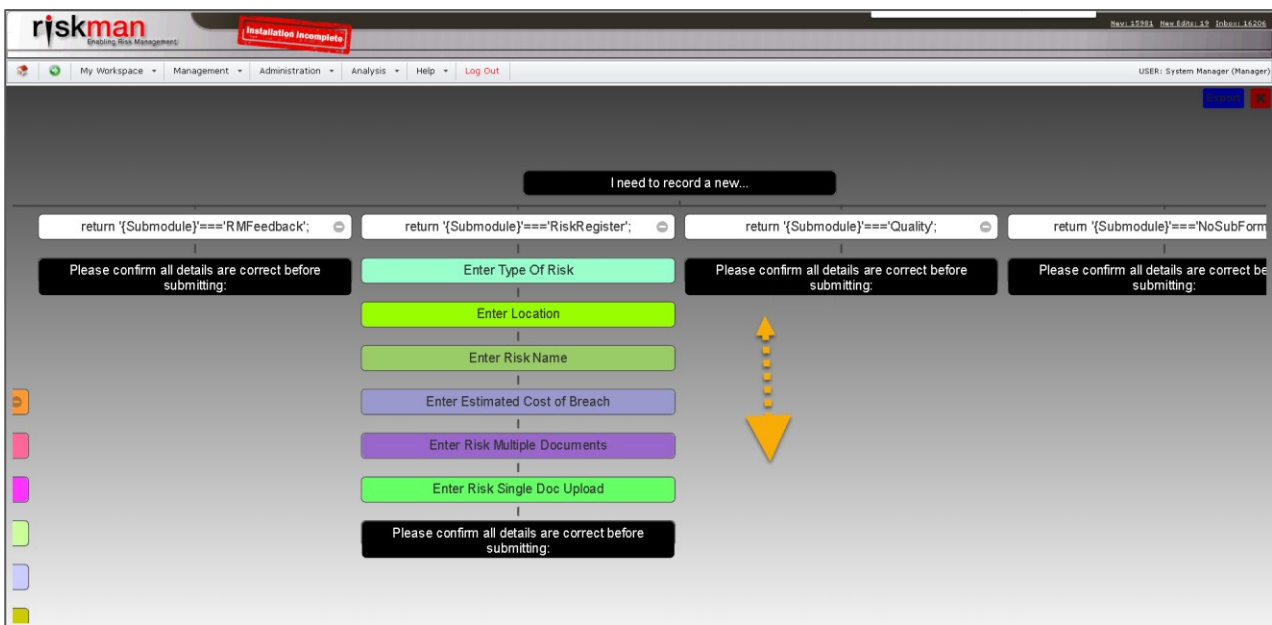 riskman
Enabling Risk Management.
Installation Incomplete
New: 15981 New Edits: 19 Inbox: 16206
My Workspace Management Administration Analysis Help Log Out
USER: System Manager (Manager)
Export
I need to record a new...
return '{Submodule}'==='RMFeedback';
return '{Submodule}'==='RiskRegister';
return '{Submodule}'==='Quality';
return '{Submodule}'==='NoSubForm
Please confirm all details are correct before
submitting:
Enter Type Of Risk
Please confirm all details are correct before
submitting:
Please confirm all details are correct be
submitting:
Enter Location
Enter Risk Name
Enter Estimated Cost of Breach
Enter Risk Multiple Documents
Enter Risk Single Doc Upload
Please confirm all details are correct before
submitting: